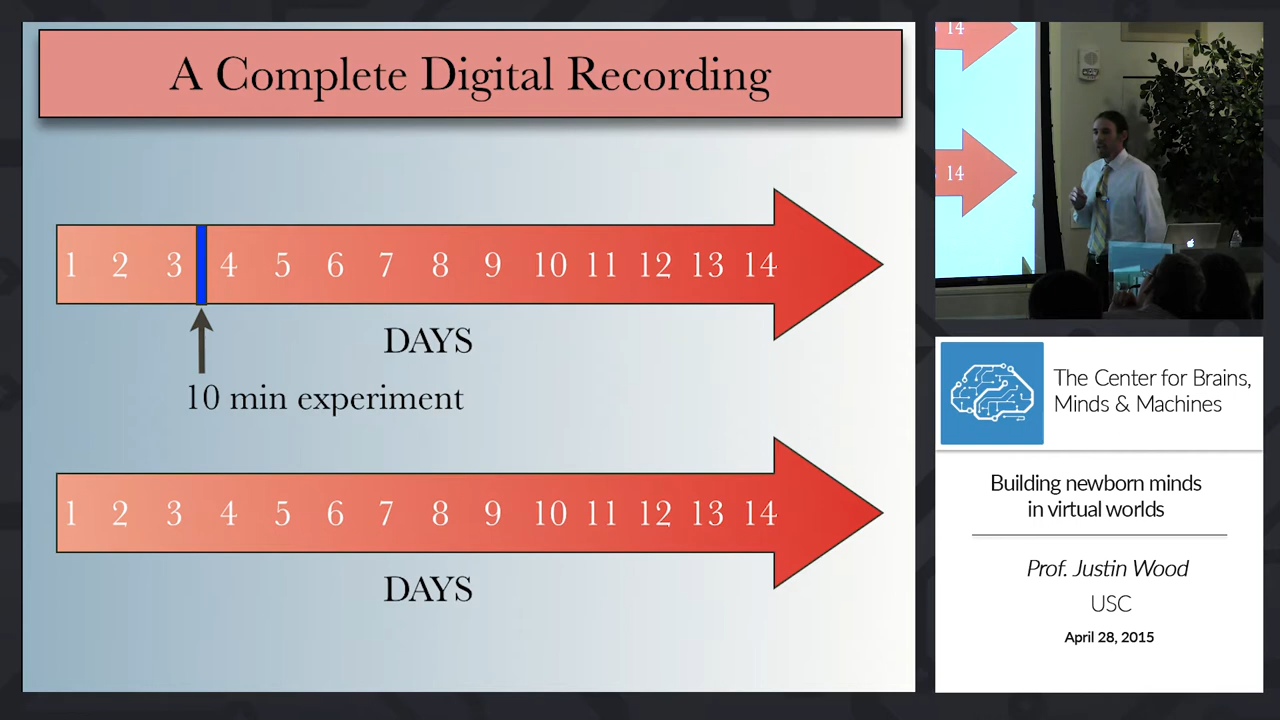 A Complete Digital Recording
1 2 3 4 5 6 7 8 9 10 11 12 13 14
DAYS
10 min experiment
1 2 3 4 5 6 7 8 9 10 11 12 13 14
DAYS
14
14
The Center for Brains,
Minds & Machines
Building newborn minds
in virtual worlds
Prof. Justin Wood
USC
April 28, 2015